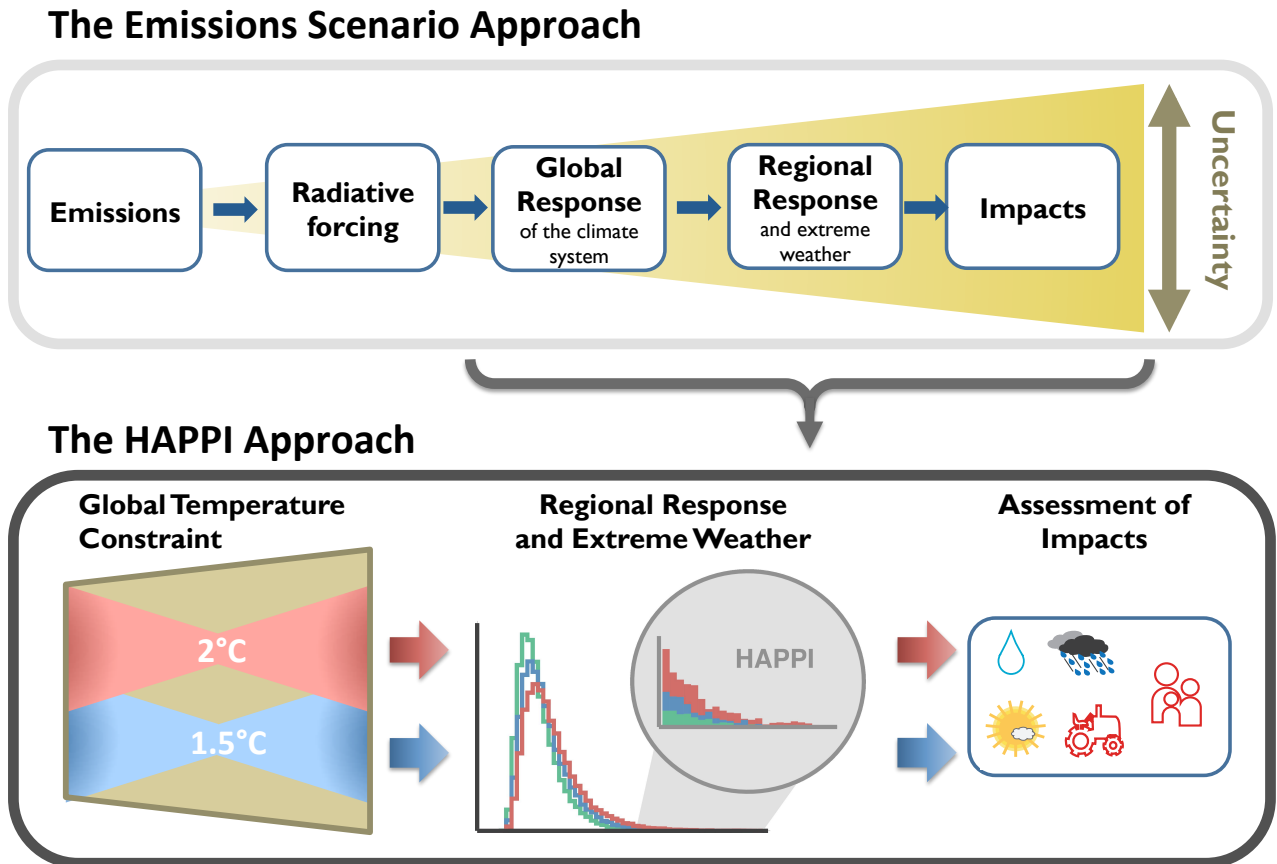 The Emissions Scenario Approach
Emissions
Radiative
forcing
Global
Response
of the climate
system
Regional
Response
and extreme
weather
Impacts
Uncertainty
The HAPPI Approach
Global Temperature
Constraint
2°C
1.5°C
Regional Response
and Extreme Weather
HAPPI
Assessment of
Impacts